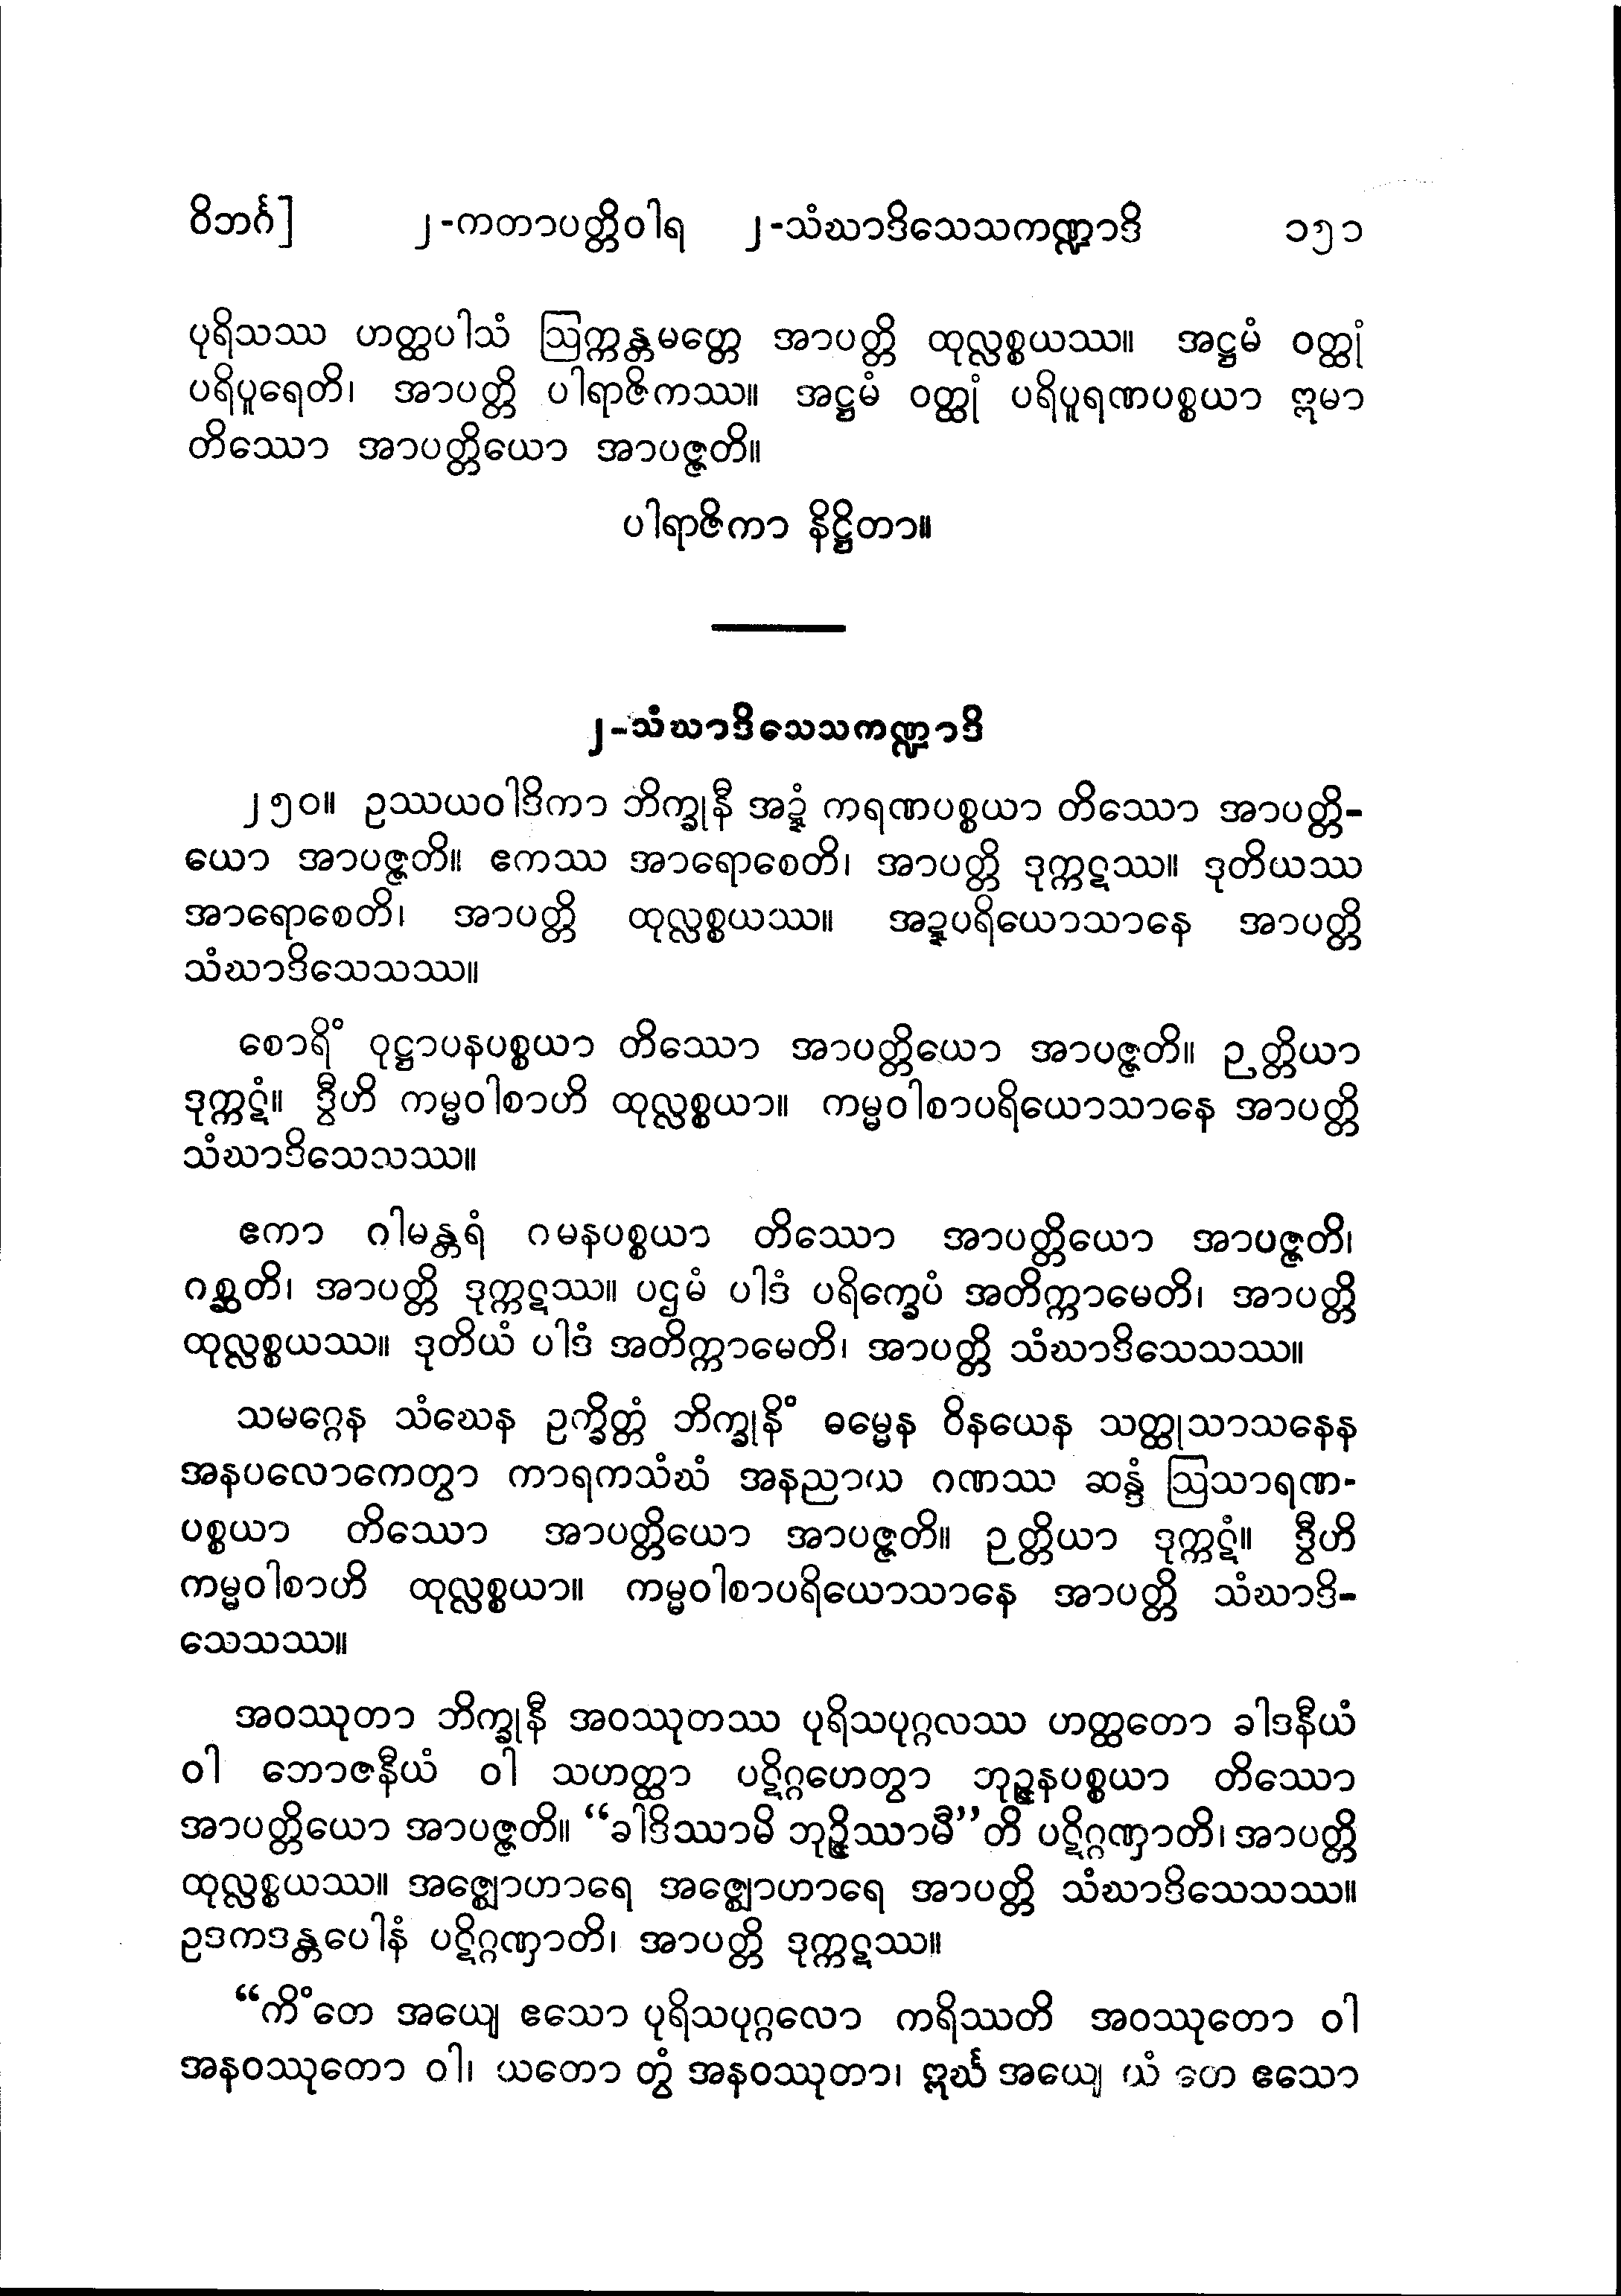 ဝိဘင်္ဂ] ၂-ကတာပတ္တိဝါရ ၂-သံဃာဒိသေသကဏ္ဍာဒိ ၁၅၁
ပုရိသဿ ဟတ္ထပါသံ ဩက္ကန္တမတ္တေ အာပတ္တိ ထုလ္လစ္စယဿ။ အဋ္ဌမံ ဝတ္ထုံ
ပရိပူရေတိ၊ အာပတ္တိ ပါရာဇိကဿ။ အဋ္ဌမံ ဝတ္ထုံ ပရိပူရဏပစ္စယာ ဣမာ
တိဿော အာပတ္တိယော အာပဇ္ဇတိ။
ပါရာဇိကာ နိဋ္ဌိတာ။
၂-သံဃာဒိသေသကဏ္ဍာဒိ
၂၅၀။ ဥဿယဝါဒိကာ ဘိက္ခုနီ အဍ္ဍံ ကရဏပစ္စယာ တိဿော အာပတ္တိ-
ယော အာပဇ္ဇတိ။ ဧကဿ အာရောစေတိ၊ အာပတ္တိ ဒုက္ကဋဿ။ ဒုတိယဿ
အာရောစေတိ၊ အာပတ္တိ ထုလ္လစ္စယဿ။ အဍ္ဍပရိယောသာနေ အာပတ္တိ
သံဃာဒိသေသဿ။
စောရိံ ဝုဋ္ဌာပနပစ္စယာ တိဿော အာပတ္တိယော အာပဇ္ဇတိ။ ဉတ္တိယာ
ဒုက္ကဋံ။ ဒွီဟိ ကမ္မဝါစာဟိ ထုလ္လစ္စယာ။ ကမ္မဝါစာပရိယောသာနေ အာပတ္တိ
သံဃာဒိသေသဿ။
ဧကာ ဂါမန္တရံ ဂမနပစ္စယာ တိဿော အာပတ္တိယော အာပဇ္ဇတိ၊
ဂစ္ဆတိ၊ အာပတ္တိ ဒုက္ကဋဿ။ ပဌမံ ပါဒံ ပရိက္ခေပံ အတိက္ကာမေတိ၊ အာပတ္တိ
ထုလ္လစ္စယဿ။ ဒုတိယံ ပါဒံ အတိက္ကာမေတိ၊ အာပတ္တိ သံဃာဒိသေသဿ။
သမဂ္ဂေန သံဃေန ဥက္ခိတ္တံ ဘိက္ခုနိံ ဓမ္မေန ဝိနယေန သတ္ထုသာသနေန
အနပလောကေတွာ ကာရကသံဃံ အနညာယ ဂဏဿ ဆန္ဒံ ဩသာရဏ-
ပစ္စယာ တိဿော အာပတ္တိယော အာပဇ္ဇတိ။ ဉတ္တိယာ ဒုက္ကဋံ။ ဒွီဟိ
ကမ္မဝါစာဟိ ထုလ္လစ္စယာ။ ကမ္မဝါစာပရိယောသာနေ အာပတ္တိ သံဃာဒိ-
သေသဿ။
အဝဿုတာ ဘိက္ခုနီ အဝဿုတဿ ပုရိသပုဂ္ဂလဿ ဟတ္ထတော ခါဒနီယံ
ဝါ ဘောဇနီယံ ဝါ သဟတ္ထာ ပဋိဂ္ဂဟေတွာ ဘုဉ္ဇနပစ္စယာ တိဿော
အာပတ္တိယော အာပဇ္ဇတိ။ “ခါဒိဿာမိ ဘုဉ္ဇိဿာမီ”တိ ပဋိဂ္ဂဏှာတိ၊ အာပတ္တိ
ထုလ္လစ္စယဿ။ အဇ္ဈောဟာရေ အဇ္ဈောဟာရေ အာပတ္တိ သံဃာဒိသေသဿ။
ဥဒကဒန္တပေါနံ ပဋိဂ္ဂဏှာတိ၊ အာပတ္တိ ဒုက္ကဋဿ။
“ကိံ တေ အယျေ ဧသော ပုရိသပုဂ္ဂလော ကရိဿတိ အဝဿုတော ဝါ
အနဝဿုတော ဝါ၊ ယတော တွံ အနဝဿုတာ၊ ဣင်္ဃ အယျေ ယံ တေ ဧသော